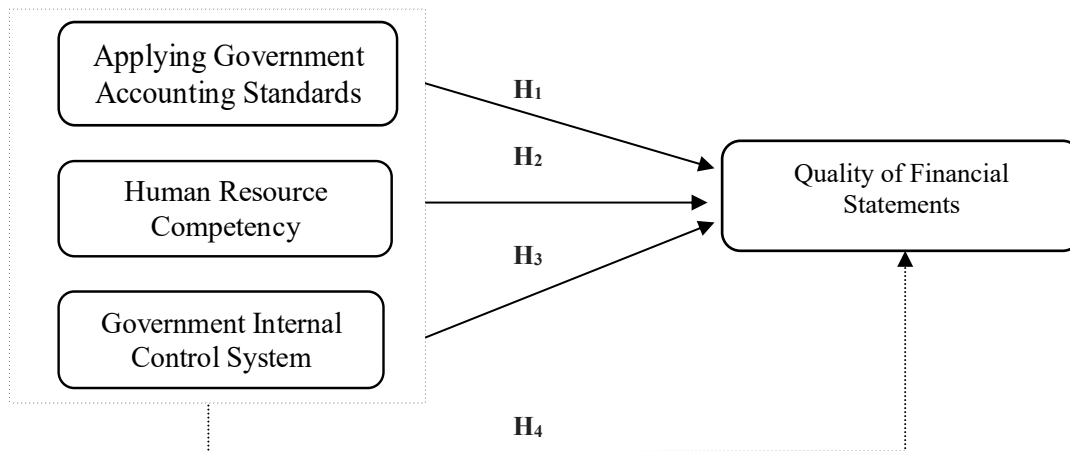 Applying Government
Accounting Standards
H1
H2
Human Resource
Competency
Quality of Financial
Statements
H3
Government Internal
Control System
H4